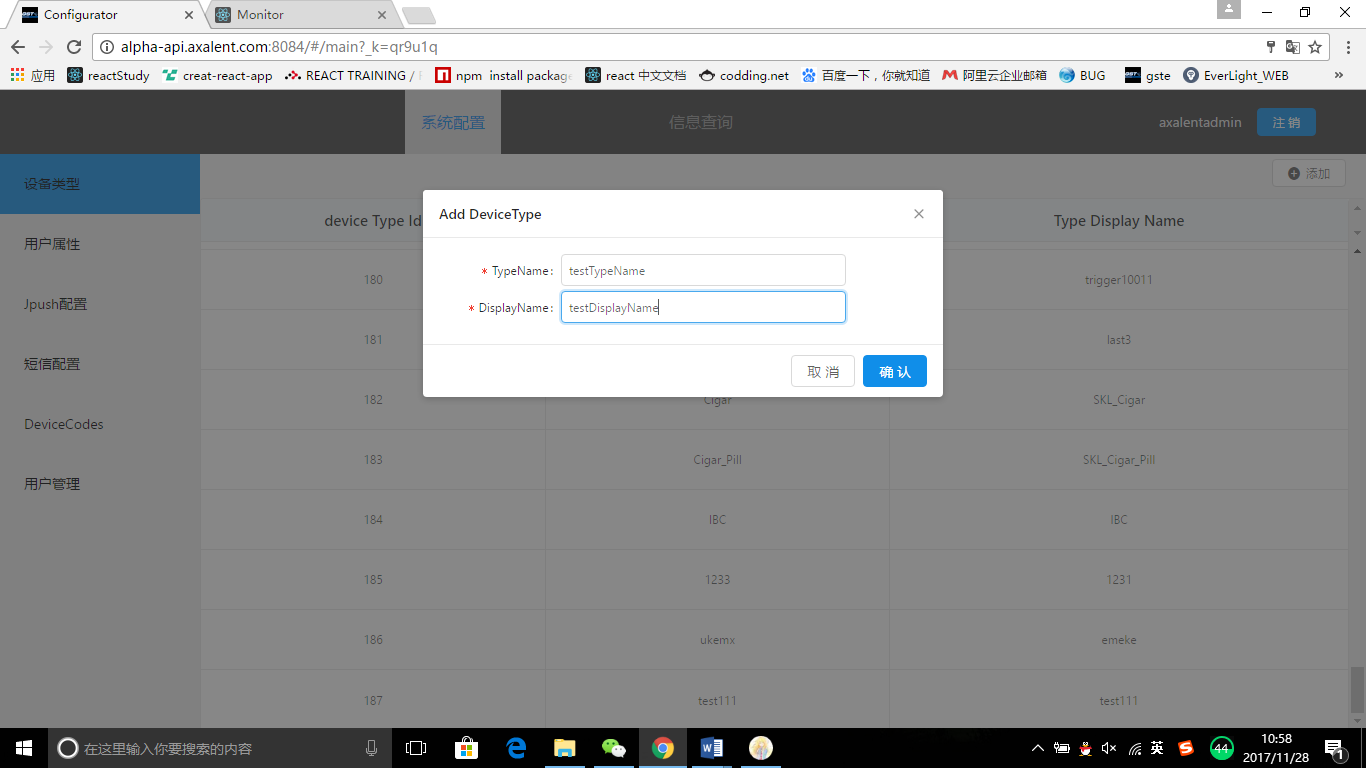 Configurator
Monitor
alpha-api.axalent.com:8084/#/main?_k=qr9u1q
应用 reactStudy creat-react-app REACT TRAINING / npm install package react 中文文档 codding.net 百度一下，你就知道 阿里云企业邮箱 BUG gste EverLight_WEB »
系统配置 信息查询 axalentadmin 注 销
设备类型
用户属性
Jpush配置
短信配置
DeviceCodes
用户管理
添加
device Type Id Type Display Name
Add DeviceType
* TypeName: testTypeName
* DisplayName: testDisplayName
取 消 确 认
180 trigger10011
181 last3
182 Cigar SKL_Cigar
183 Cigar_Pill SKL_Cigar_Pill
184 IBC IBC
185 1233 1231
186 ukemx emeke
187 test111 test111
在这里输入你要搜索的内容
英 44 10:58
2017/11/28
1